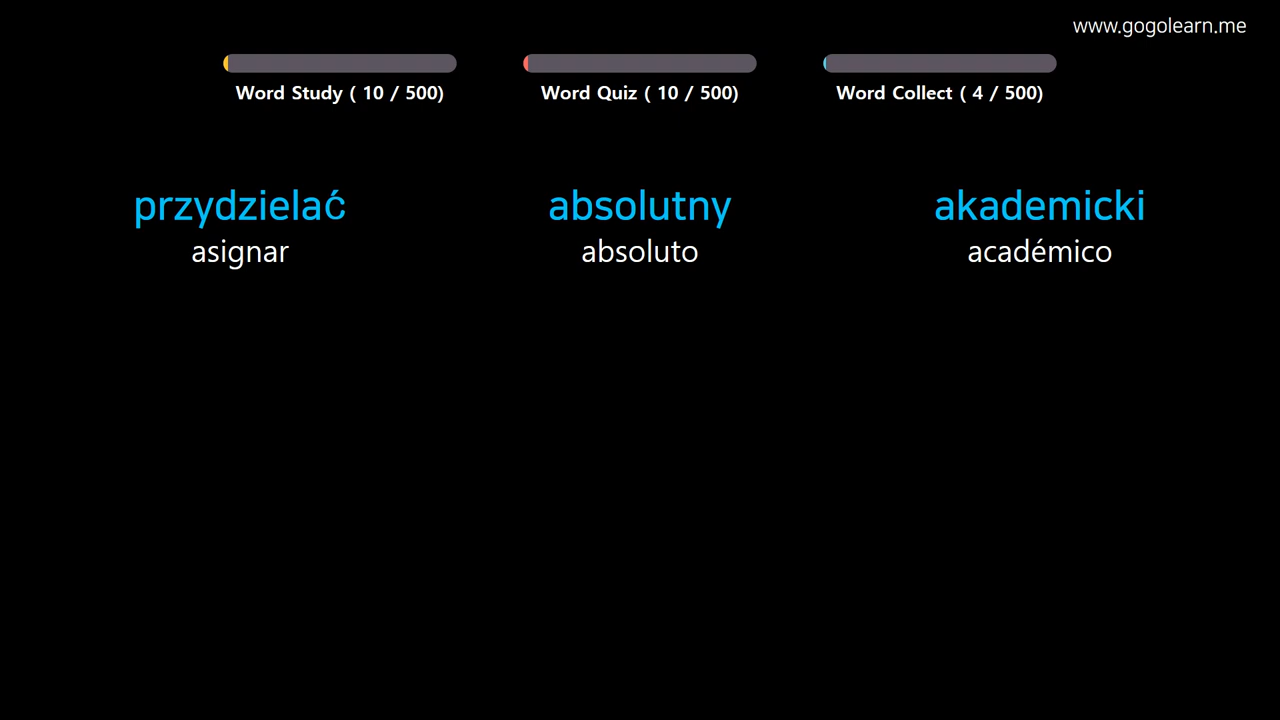 www.gogolearn.me
Word Study ( 10 / 500)
Word Quiz ( 10 / 500)
Word Collect ( 4 / 500)
przydzielać
asignar
absolutny
absoluto
akademicki
académico